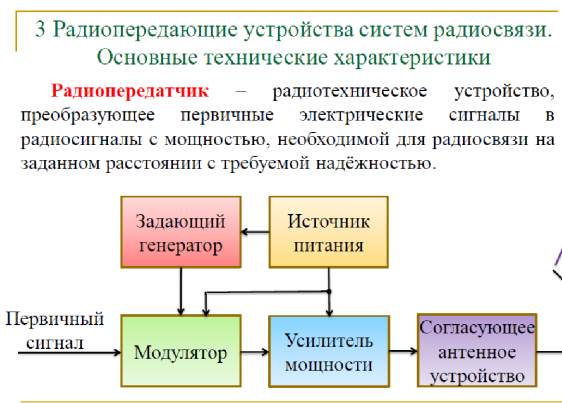 3 Радиопередающие устройства систем радиосвязи.
Основные технические характеристики
Радиопередатчик – радиотехническое устройство,
преобразующее первичные электрические сигналы в
радиосигналы с мощностью, необходимой для радиосвязи на
заданном расстоянии с требуемой надёжностью.
Задающий
генератор
Источник
питания
Первичный
сигнал
Модулятор
Усилитель
мощности
Согласующее
антенное
устройство